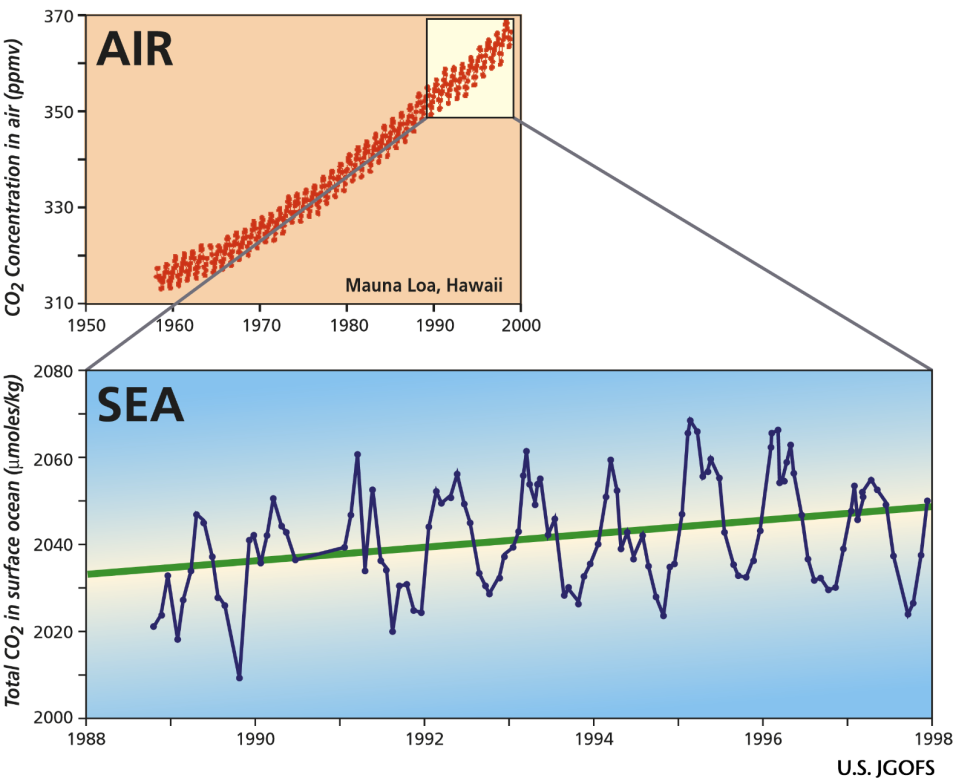 CO₂ Concentration in air (ppmv)
370
350
330
310
AIR
Mauna Loa, Hawaii
1950 1960 1970 1980 1990 2000
Total CO₂ in surface ocean (µmoles/kg)
2080
2060
2040
2020
2000
SEA
1988 1990 1992 1994 1996 1998
U.S. JGOFS